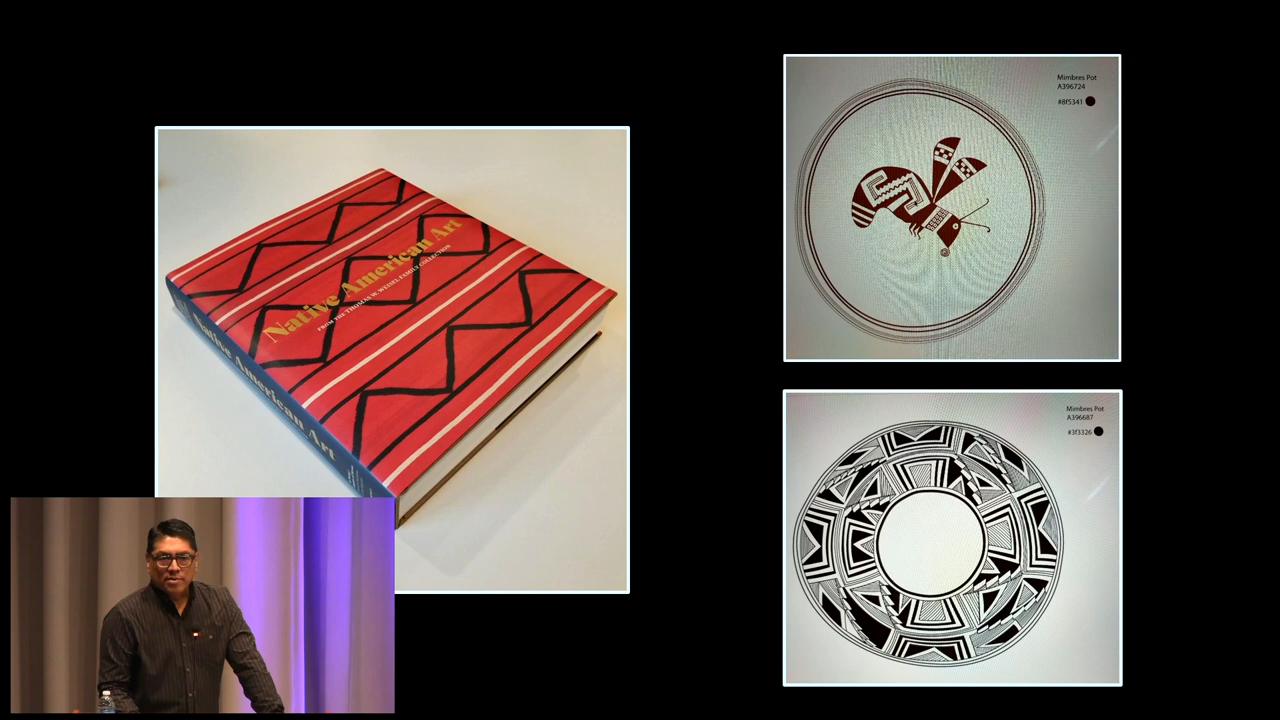 Native American Art
FROM THE THOMAS W. WEISEL FAMILY COLLECTION
Native American Art
Mimbres Pot
A396724
#8f5341
Mimbres Pot
A396687
#3f3326